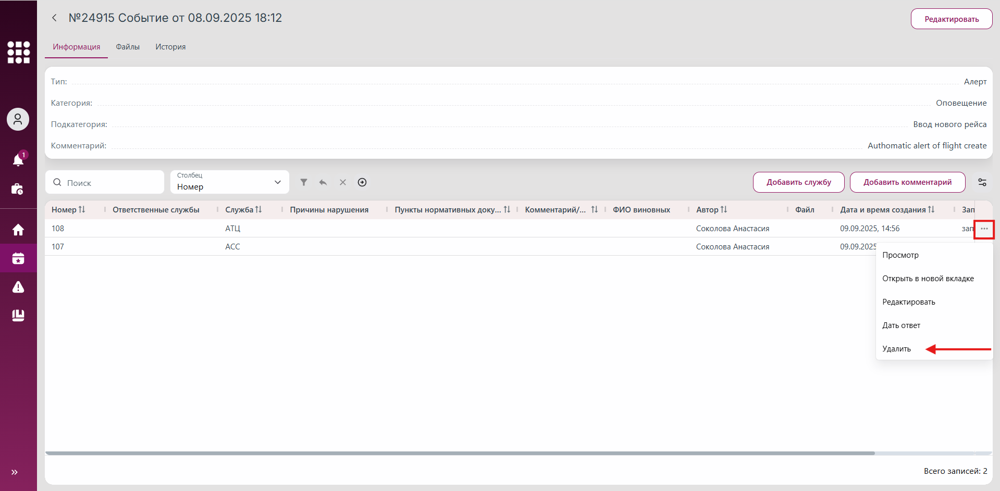 №24915 Событие от 08.09.2025 18:12
Редактировать
Информация Файлы История
Тип: Алерт
Категория: Оповещение
Подкатегория: Ввод нового рейса
Комментарий: Authomatic alert of flight create
1
Поиск
Столбец
Номер
Добавить службу Добавить комментарий
Номер Ответственные службы Служба Причины нарушения Пункты нормативных доку... Комментарий/... ФИО виновных Автор Файл Дата и время создания Зап
108 АТЦ Соколова Анастасия 09.09.2025, 14:56 зап
107 АСС Соколова Анастасия 09.09.2025
Просмотр
Открыть в новой вкладке
Редактировать
Дать ответ
Удалить
Всего записей: 2